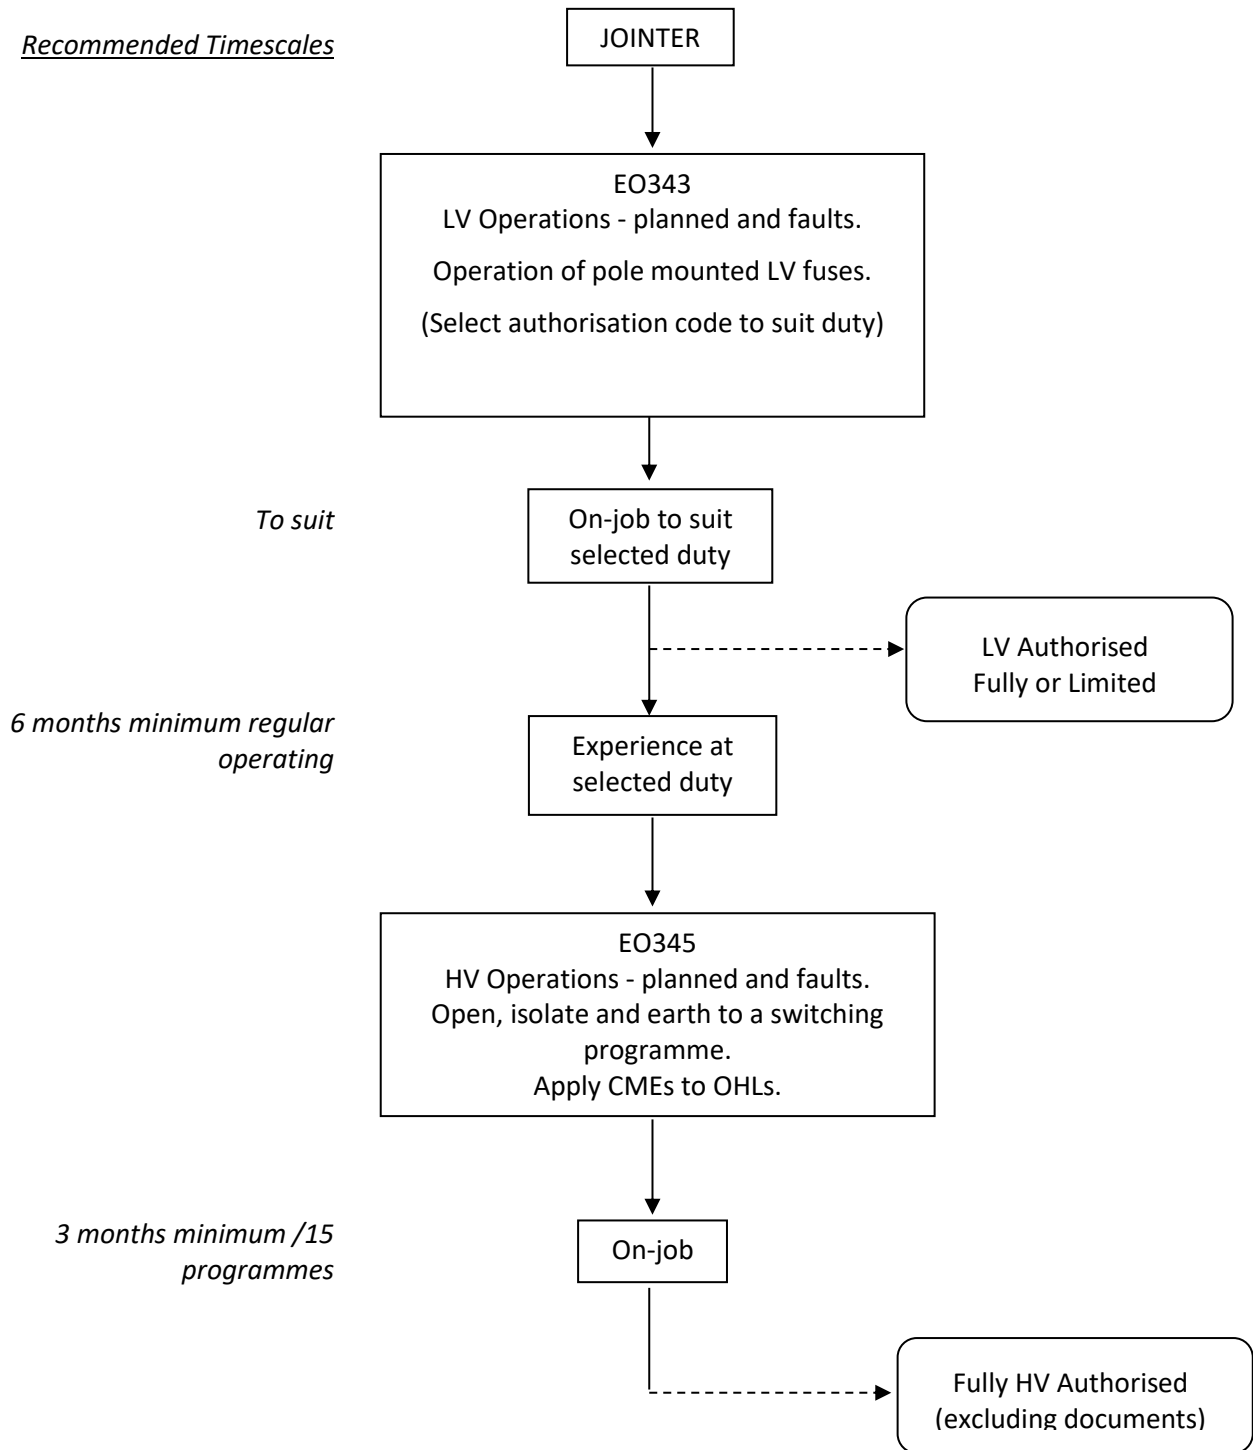 Recommended Timescales
JOINTER
EO343
LV Operations - planned and faults.
Operation of pole mounted LV fuses.
(Select authorisation code to suit duty)
To suit
On-job to suit
selected duty
LV Authorised
Fully or Limited
6 months minimum regular
operating
Experience at
selected duty
EO345
HV Operations - planned and faults.
Open, isolate and earth to a switching
programme.
Apply CMEs to OHLs.
3 months minimum /15
programmes
On-job
Fully HV Authorised
(excluding documents)